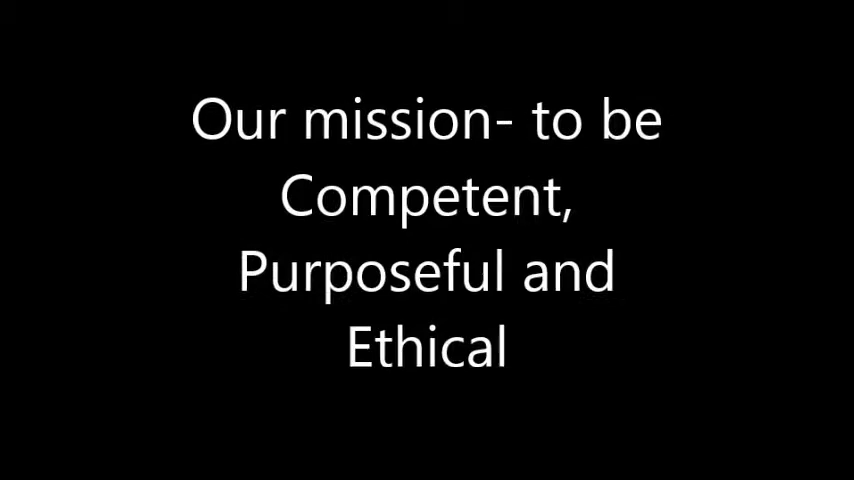 Our mission- to be
Competent,
Purposeful and
Ethical